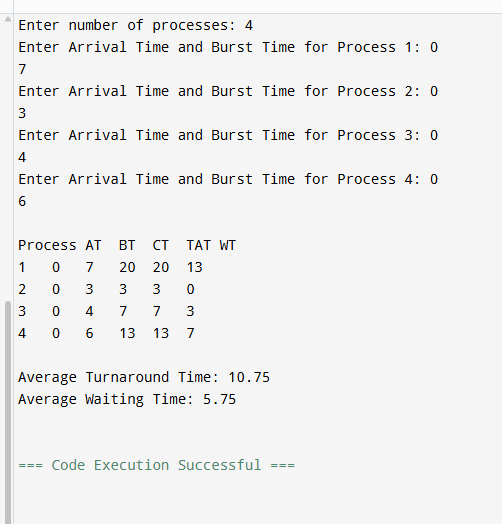 Enter number of processes: 4
Enter Arrival Time and Burst Time for Process 1: 0
7
Enter Arrival Time and Burst Time for Process 2: 0
3
Enter Arrival Time and Burst Time for Process 3: 0
4
Enter Arrival Time and Burst Time for Process 4: 0
6
Process AT  BT  CT  TAT WT
1   0   7   20  20  13
2   0   3   3   3   0
3   0   4   7   7   3
4   0   6   13  13  7
Average Turnaround Time: 10.75
Average Waiting Time: 5.75
=== Code Execution Successful ===